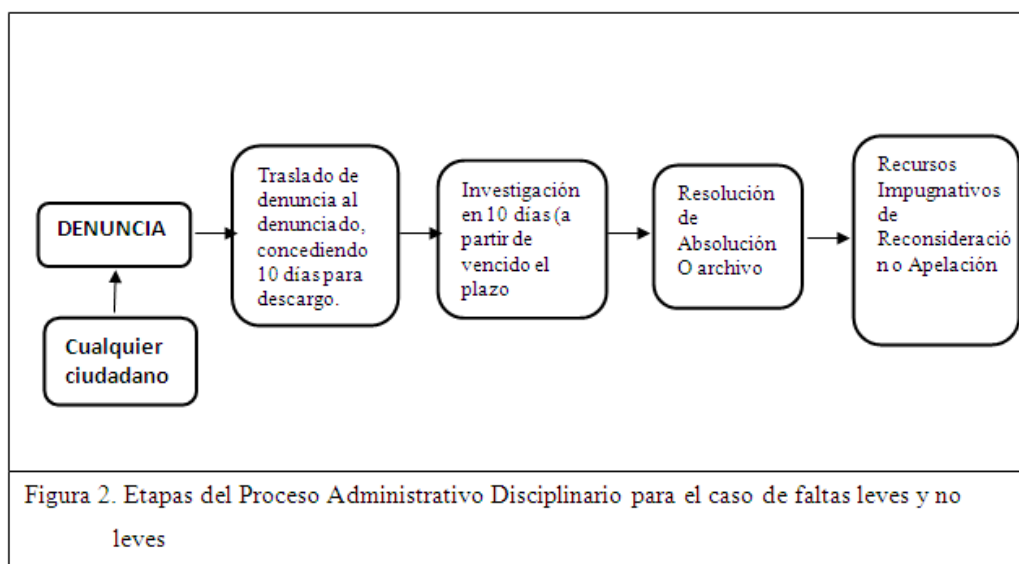 DENUNCIA
Cualquier
ciudadano
Traslado de
denuncia al
denunciado,
concediendo
10 días para
descargo.
Investigación
en 10 días (a
partir de
vencido el
plazo
Resolución
de
Absolución
O archivo
Recursos
Impugnativos
de
Reconsideració
n o Apelación
Figura 2. Etapas del Proceso Administrativo Disciplinario para el caso de faltas leves y no
leves